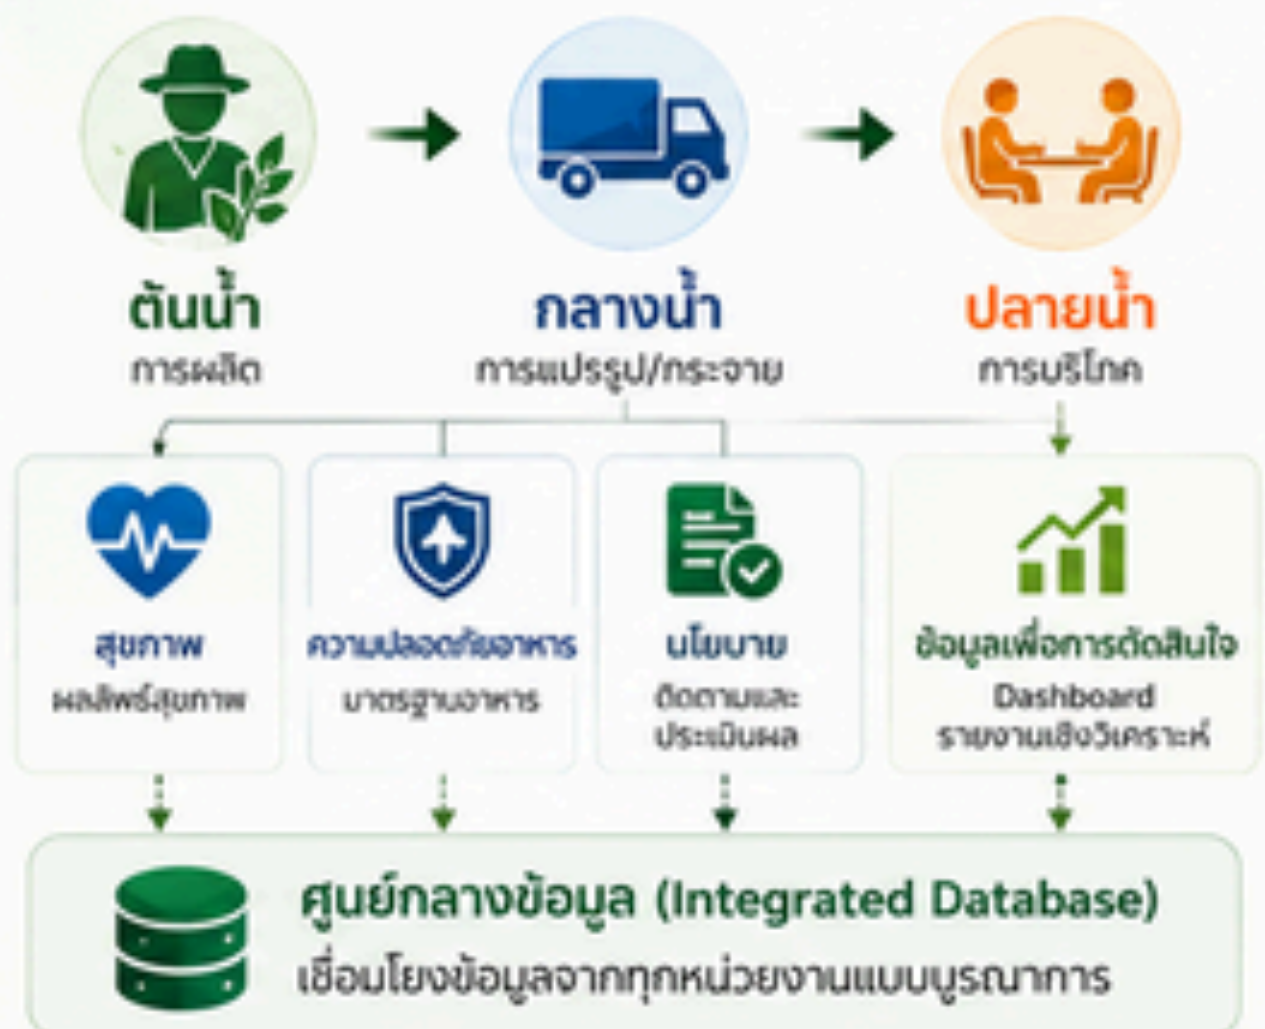 ต้นน้ำ
การผลิต
กลางน้ำ
การแปรรูป/กระจาย
ปลายน้ำ
การบริโภค
สุขภาพ
ผลลัพธ์สุขภาพ
ความปลอดภัยอาหาร
มาตรฐานอาหาร
นโยบาย
ติดตามและ
ประเมินผล
ข้อมูลเพื่อการตัดสินใจ
Dashboard
รายงานเชิงวิเคราะห์
ศูนย์กลางข้อมูล (Integrated Database)
เชื่อมโยงข้อมูลจากทุกหน่วยงานแบบบูรณาการ